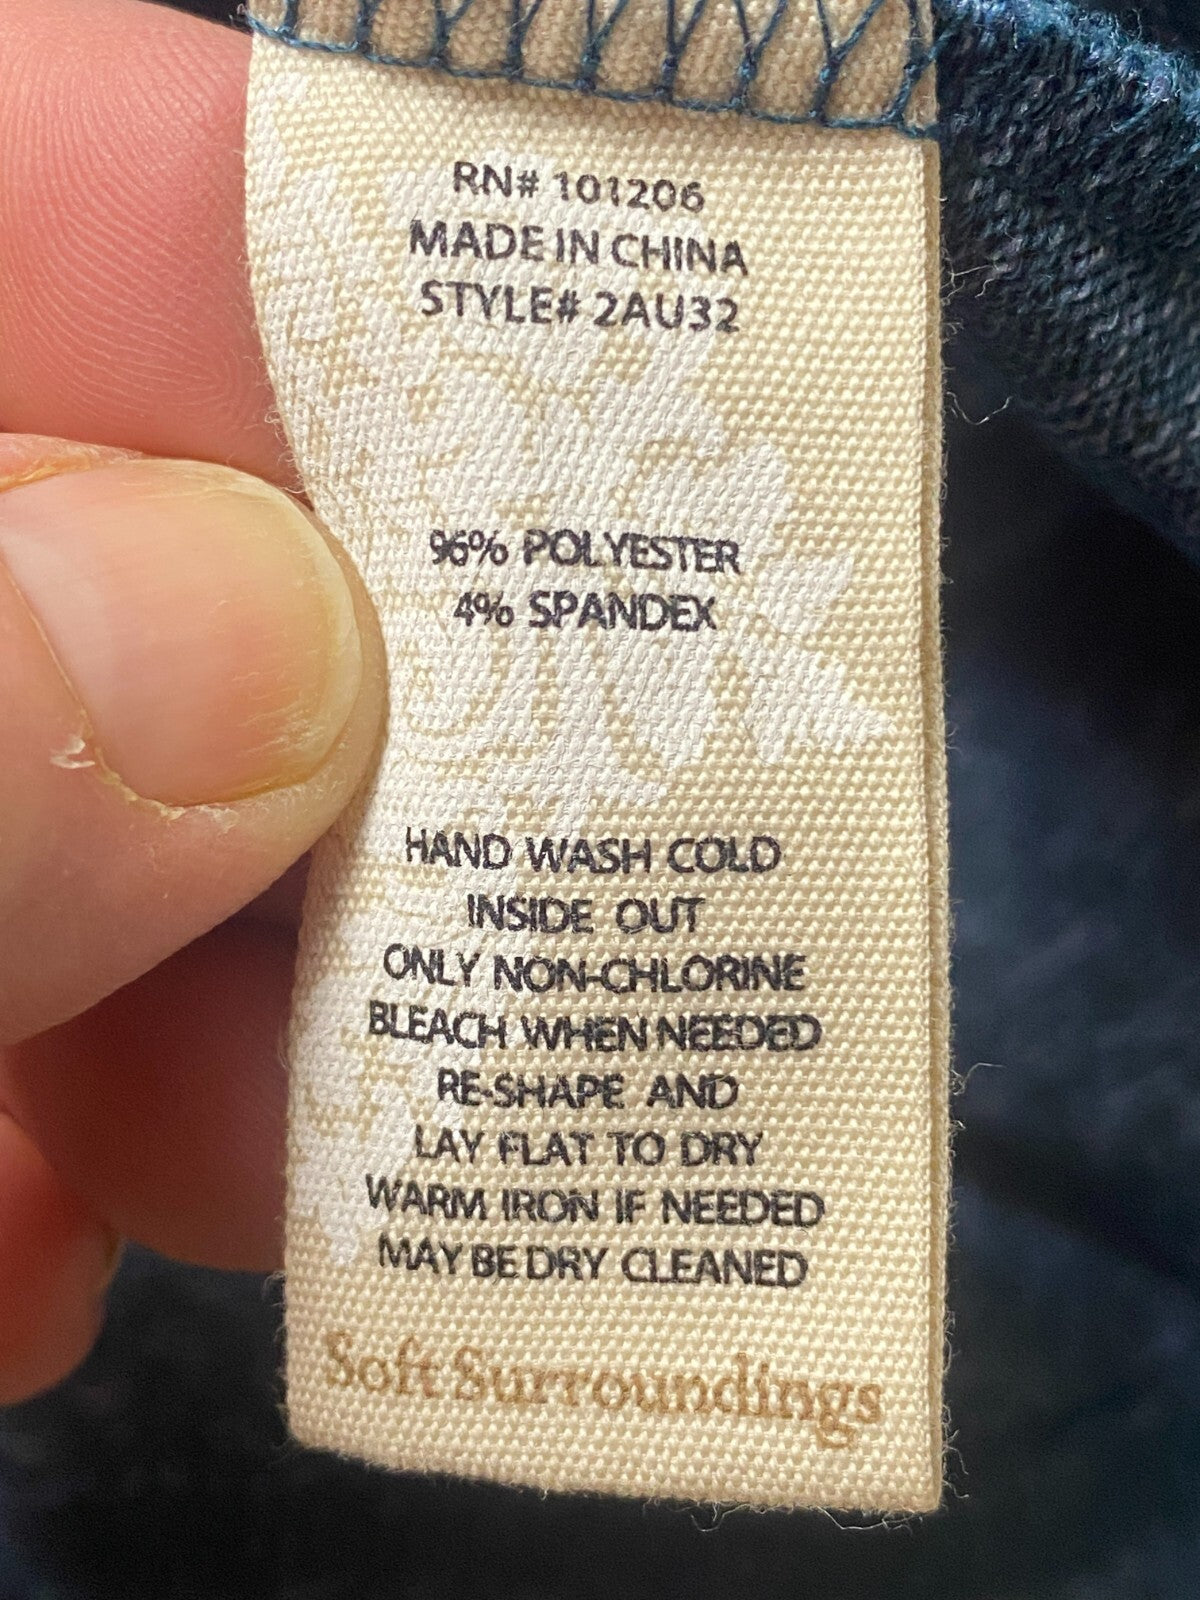 RN# 101206
MADE IN CHINA
STYLE# 2AU32
96% POLYESTER
4% SPANDEX
HAND WASH COLD
INSIDE OUT
ONLY NON-CHLORINE
BLEACH WHEN NEEDED
RE-SHAPE AND
LAY FLAT TO DRY
WARM IRON IF NEEDED
MAY BE DRY CLEANED
Soft Surroundings